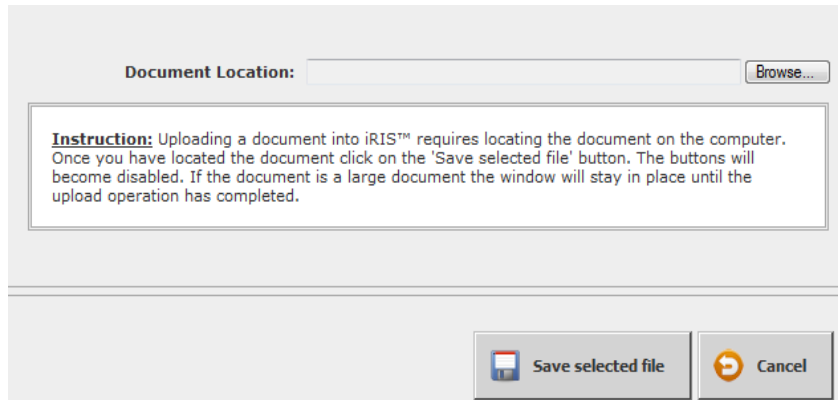 Document Location: Browse...
Instruction: Uploading a document into iRIS™ requires locating the document on the computer.
Once you have located the document click on the 'Save selected file' button. The buttons will
become disabled. If the document is a large document the window will stay in place until the
upload operation has completed.
Save selected file Cancel